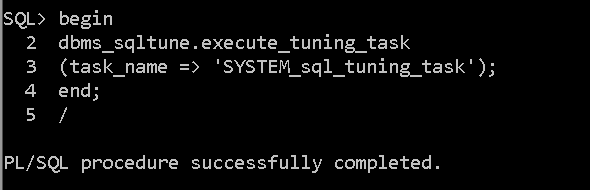 SQL> begin
  2  dbms_sqltune.execute_tuning_task
  3  (task_name => 'SYSTEM_sql_tuning_task');
  4  end;
  5  /
PL/SQL procedure successfully completed.